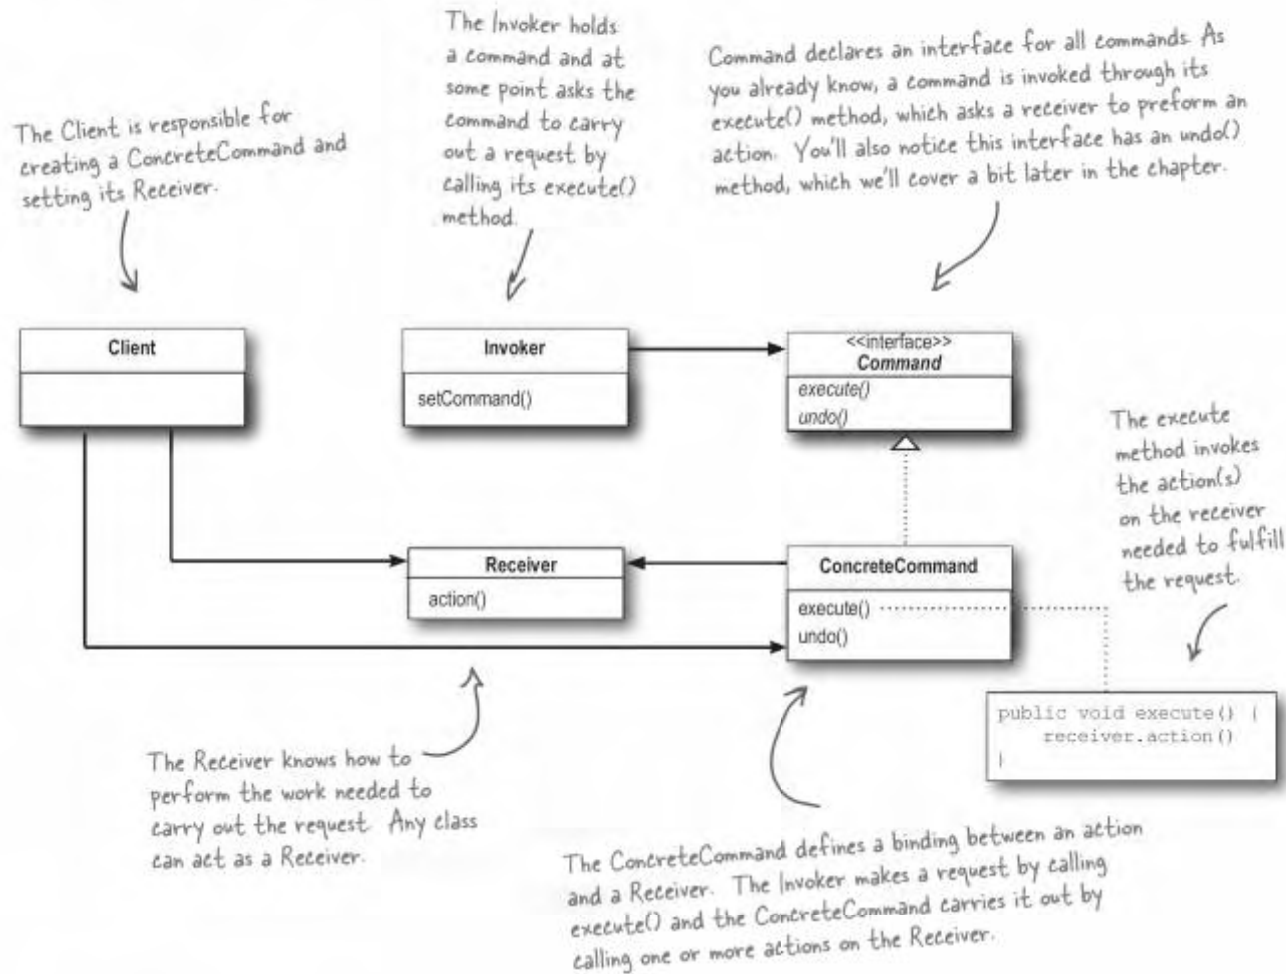 The Invoker holds
a command and at
some point asks the
command to carry
out a request by
calling its execute()
method.
Command declares an interface for all commands. As
you already know, a command is invoked through its
execute() method, which asks a receiver to preform an
action. You'll also notice this interface has an undo()
method, which we'll cover a bit later in the chapter.
The Client is responsible for
creating a ConcreteCommand and
setting its Receiver.
Client
Invoker
setCommand()
<<interface>>
Command
execute()
undo()
The execute
method invokes
the action(s)
on the receiver
needed to fulfill
the request.
Receiver
action()
ConcreteCommand
execute()
undo()
public void execute() {
receiver.action()
}
The Receiver knows how to
perform the work needed to
carry out the request. Any class
can act as a Receiver.
The ConcreteCommand defines a binding between an action
and a Receiver. The Invoker makes a request by calling
execute() and the ConcreteCommand carries it out by
calling one or more actions on the Receiver.